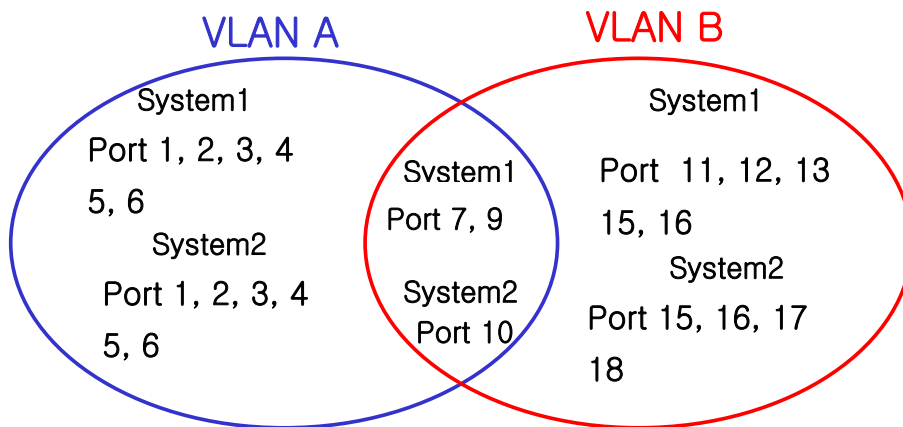 VLAN A
VLAN B
System1
Port 1, 2, 3, 4
5, 6
System2
Port 1, 2, 3, 4
5, 6
System1
Port 7, 9
System2
Port 10
System1
Port 11, 12, 13
15, 16
System2
Port 15, 16, 17
18